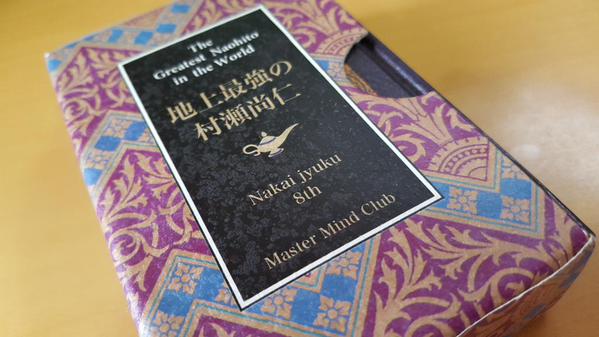 The
Greatest Naohito
in the World
地上最強の
村瀬尚仁
Nakai jyuku
8th
Master Mind Club